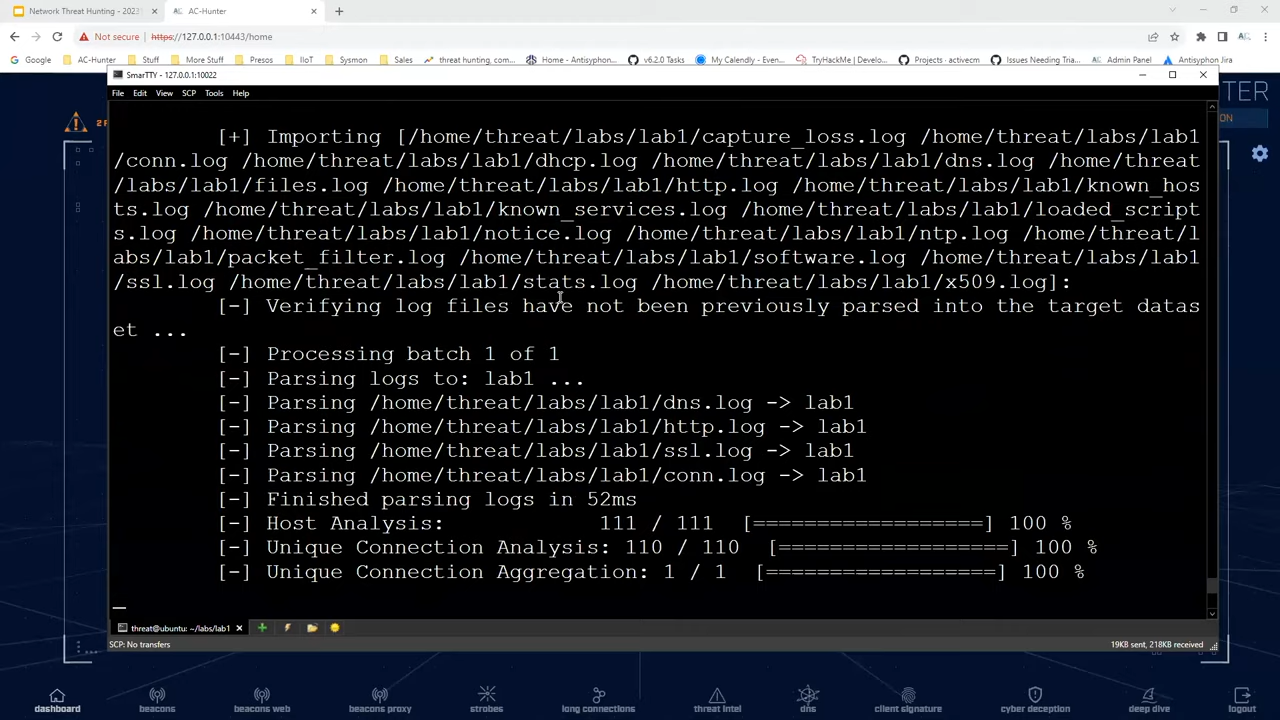 Network Threat Hunting - 2023
AC-Hunter
Not secure
https://127.0.0.1:10443/home
Google
AC-Hunter
Stuff
More Stuff
Presos
IIoT
Sysmon
Sales
threat hunting, com...
Home - Antisyphon...
v6.2.0 Tasks
My Calendly - Even...
TryHackMe | Develo...
Projects · activecm
Issues Needing Tria...
Admin Panel
Antisyphon Jira
SmarTTY - 127.0.0.1:10022
File Edit View SCP Tools Help
[+] Importing [/home/threat/labs/lab1/capture_loss.log /home/threat/labs/lab1
/conn.log /home/threat/labs/lab1/dhcp.log /home/threat/labs/lab1/dns.log /home/threat
/labs/lab1/files.log /home/threat/labs/lab1/http.log /home/threat/labs/lab1/known_hos
ts.log /home/threat/labs/lab1/known_services.log /home/threat/labs/lab1/loaded_script
s.log /home/threat/labs/lab1/notice.log /home/threat/labs/lab1/ntp.log /home/threat/l
abs/lab1/packet_filter.log /home/threat/labs/lab1/software.log /home/threat/labs/lab1
/ssl.log /home/threat/labs/lab1/stats.log /home/threat/labs/lab1/x509.log]:
[-] Verifying log files have not been previously parsed into the target datas
et ...
[-] Processing batch 1 of 1
[-] Parsing logs to: lab1 ...
[-] Parsing /home/threat/labs/lab1/dns.log -> lab1
[-] Parsing /home/threat/labs/lab1/http.log -> lab1
[-] Parsing /home/threat/labs/lab1/ssl.log -> lab1
[-] Parsing /home/threat/labs/lab1/conn.log -> lab1
[-] Finished parsing logs in 52ms
[-] Host Analysis: 111 / 111 [==================] 100 %
[-] Unique Connection Analysis: 110 / 110 [==================] 100 %
[-] Unique Connection Aggregation: 1 / 1 [==================] 100 %
threat@ubuntu: ~/labs/lab1
SCP: No transfers
19KB sent, 218KB received
dashboard
beacons
beacons web
beacons proxy
strobes
long connections
threat intel
dns
client signature
cyber deception
deep dive
logout